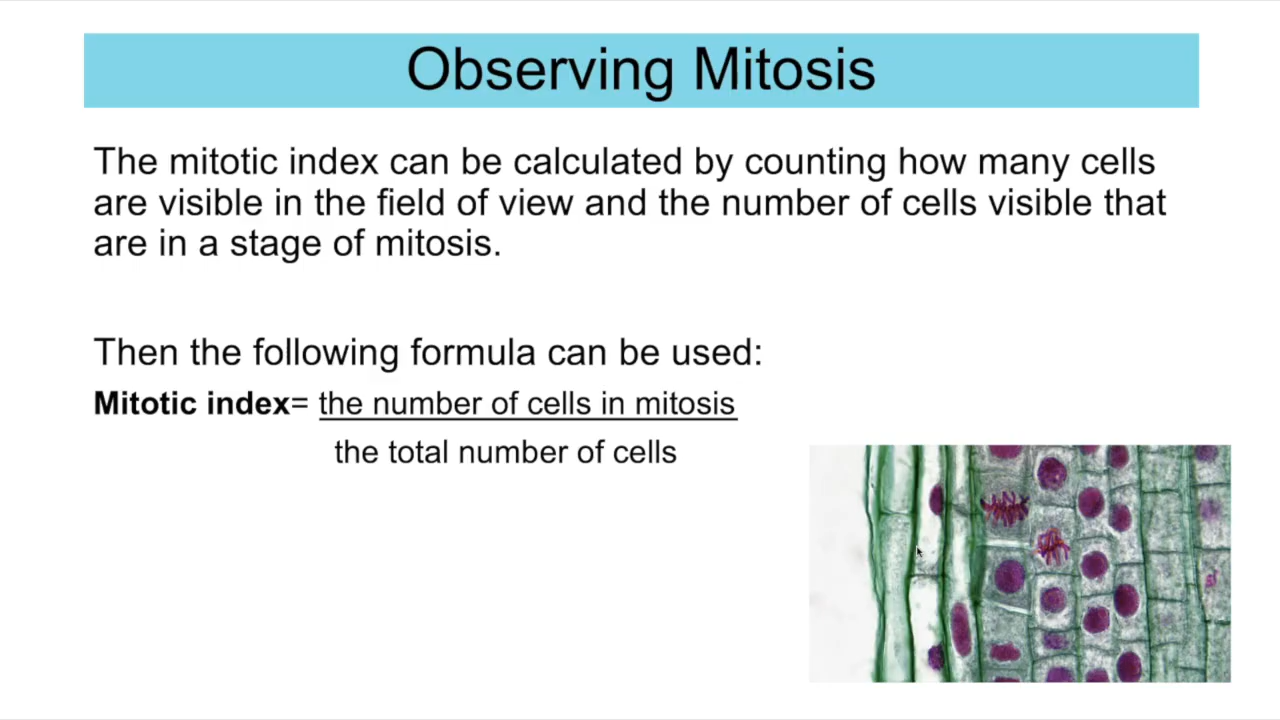 Observing Mitosis
The mitotic index can be calculated by counting how many cells
are visible in the field of view and the number of cells visible that
are in a stage of mitosis.
Then the following formula can be used:
Mitotic index= the number of cells in mitosis
the total number of cells